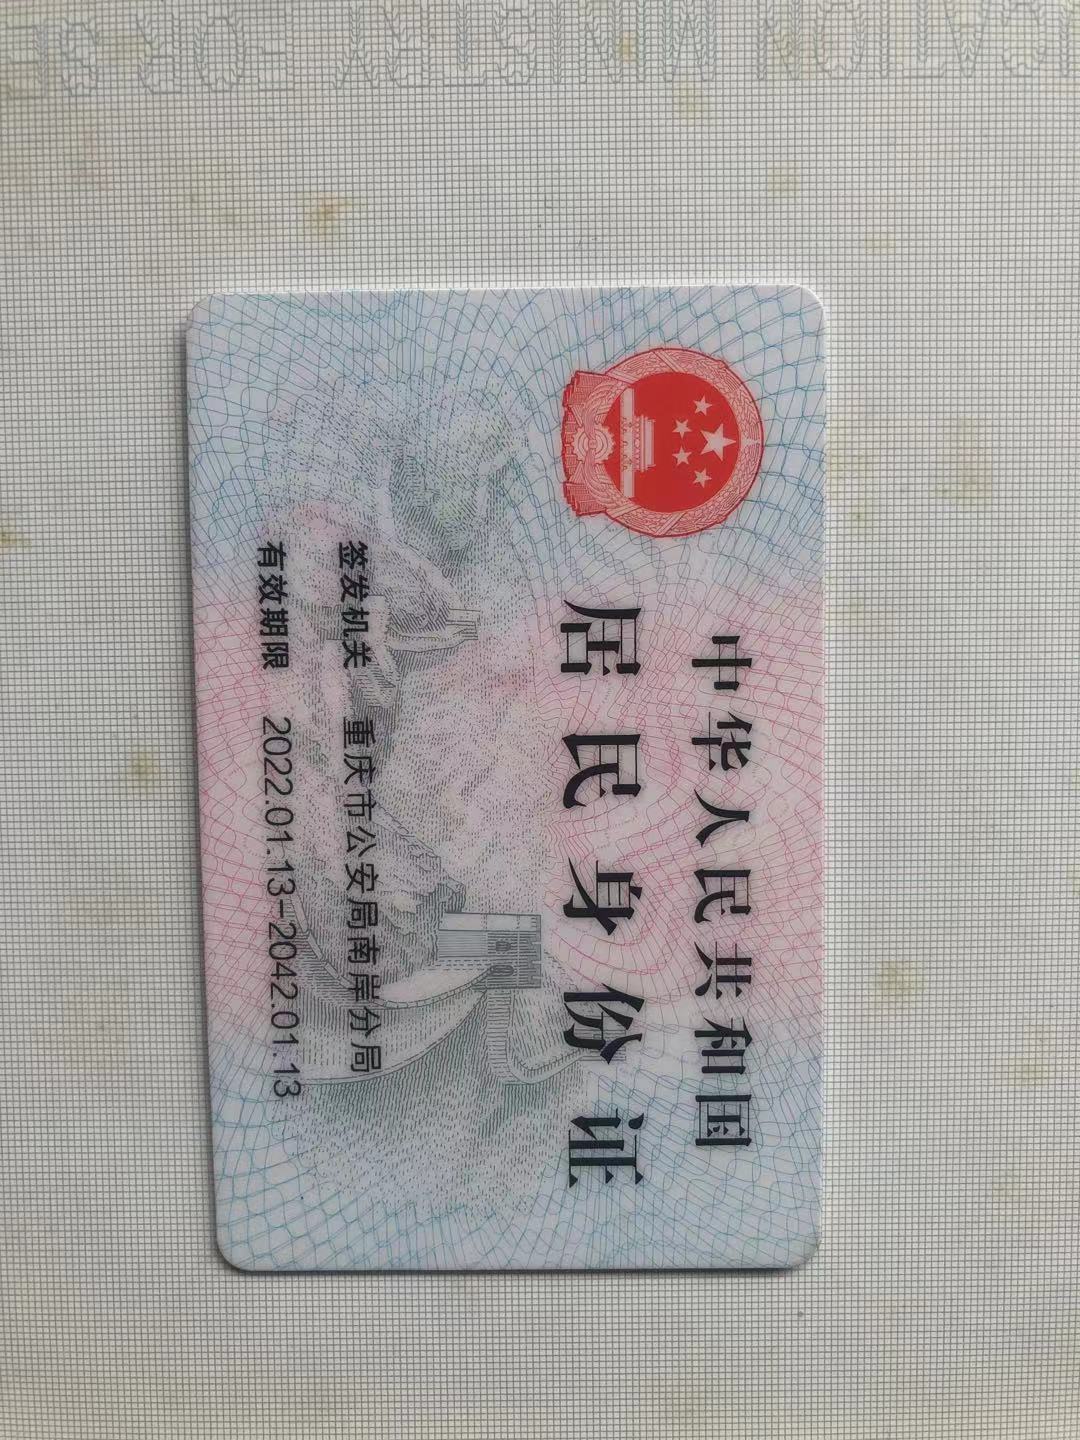 中华人民共和国
居民身份证
签发机关 重庆市公安局南岸分局
有效期限 2022.01.13-2042.01.13